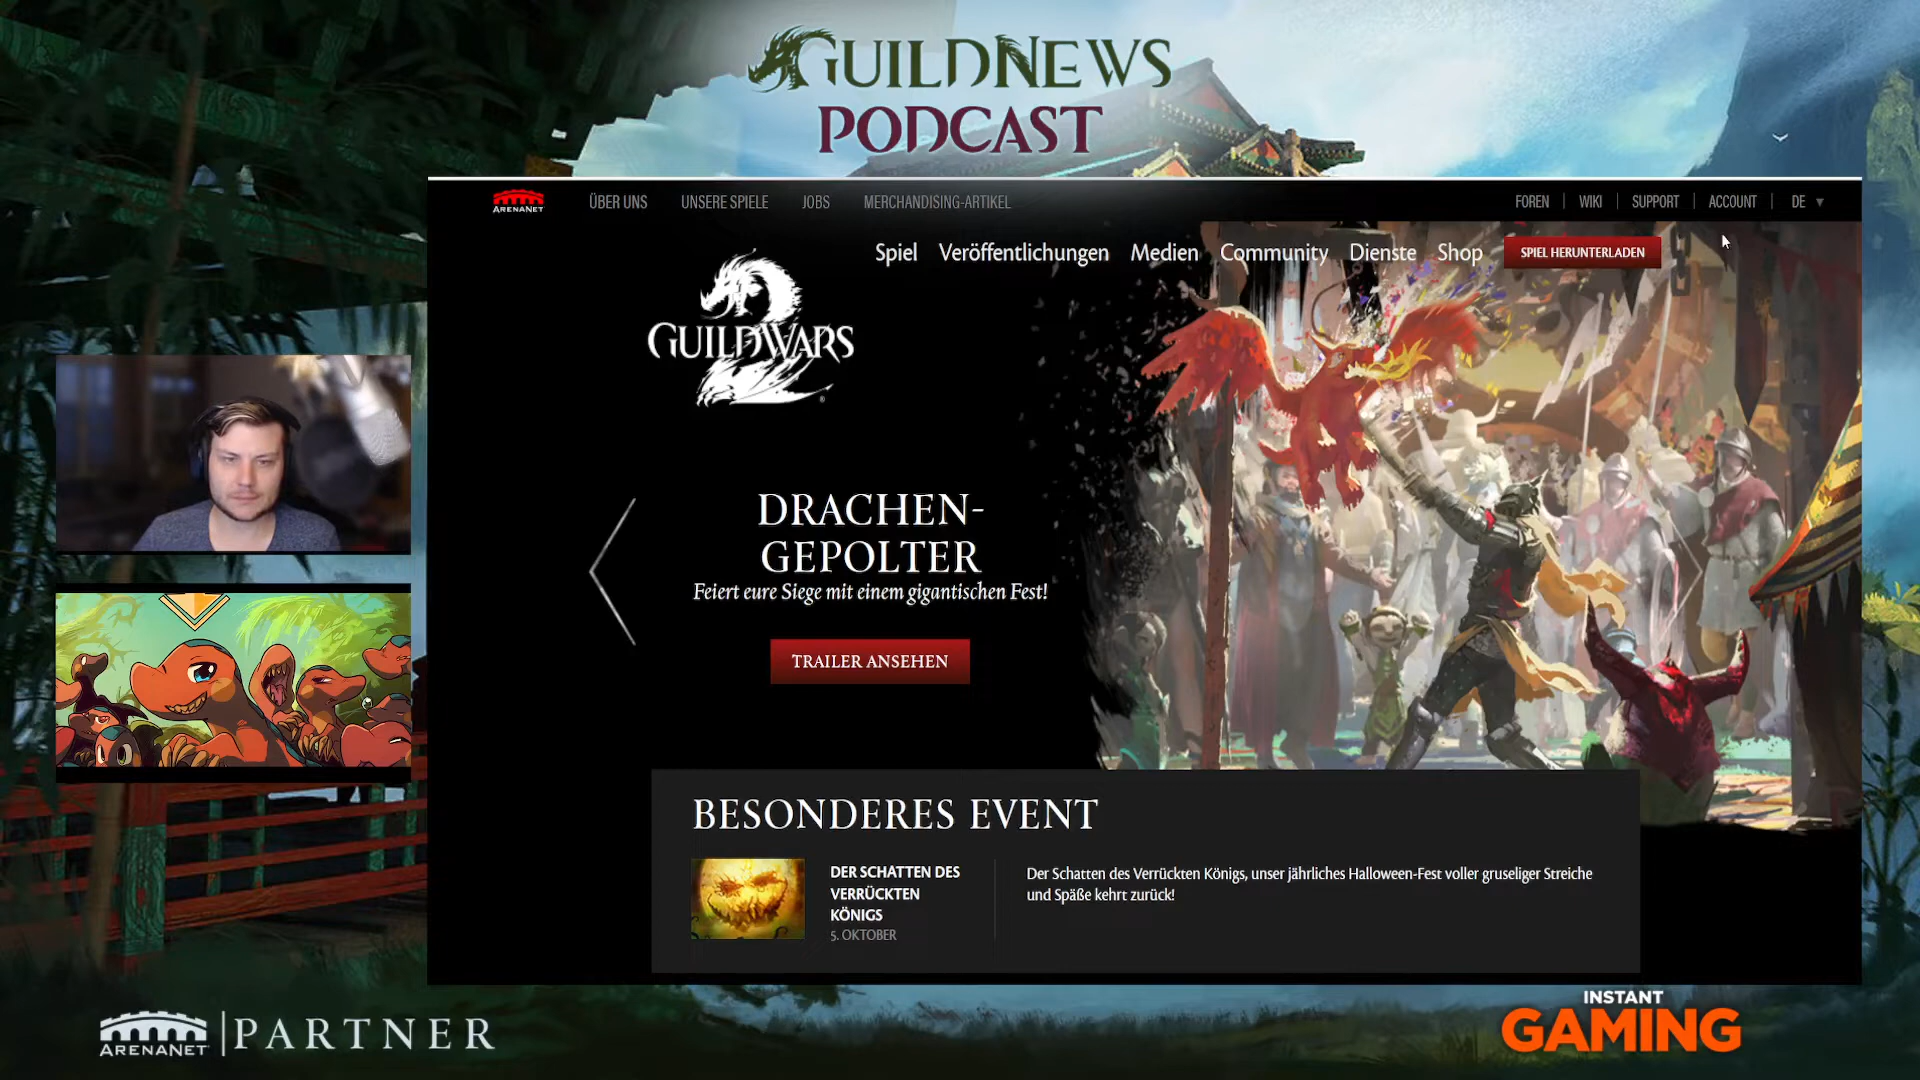 GUILDNEWS
PODCAST
ARENANET
ÜBER UNS
UNSERE SPIELE
JOBS
MERCHANDISING-ARTIKEL
FOREN
WIKI
SUPPORT
ACCOUNT
DE
Spiel
Veröffentlichungen
Medien
Community
Dienste
Shop
SPIEL HERUNTERLADEN
GUILD WARS
2
DRACHEN-
GEPOLTER
Feiert eure Siege mit einem gigantischen Fest!
TRAILER ANSEHEN
BESONDERES EVENT
DER SCHATTEN DES
VERRÜCKTEN
KÖNIGS
5. OKTOBER
Der Schatten des Verrückten Königs, unser jährliches Halloween-Fest voller gruseliger Streiche
und Späße kehrt zurück!
ARENANET
PARTNER
INSTANT
GAMING